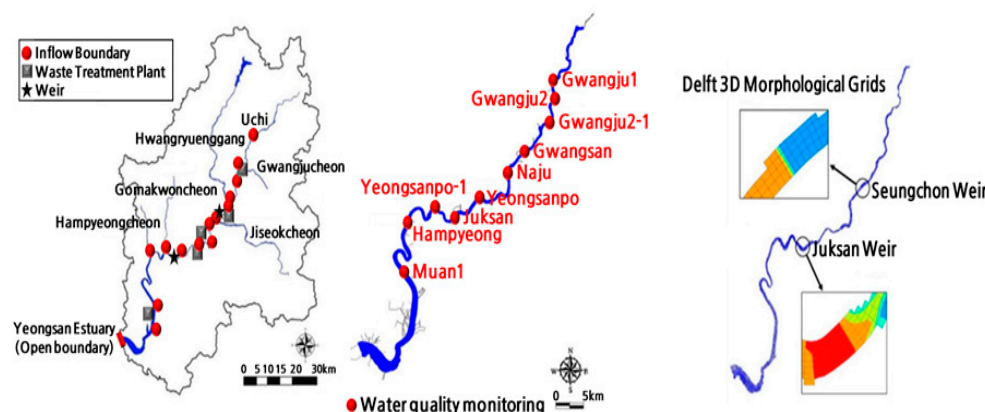 Inflow Boundary
Waste Treatment Plant
Weir
Uchi
Hwangryuenggang
Gwangjucheon
Gomakwoncheon
Hampyeongcheon
Jiseokcheon
Yeongsan Estuary
(Open boundary)
0 5 10 15 20 30km
Gwangju1
Gwangju2
Gwangju2-1
Gwangsan
Naju
Yeongsanpo-1
Yeongsanpo
Juksan
Hampyeong
Muan1
N
W
E
S
0
5km
Water quality monitoring
Delft 3D Morphological Grids
Seungchon Weir
Juksan Weir